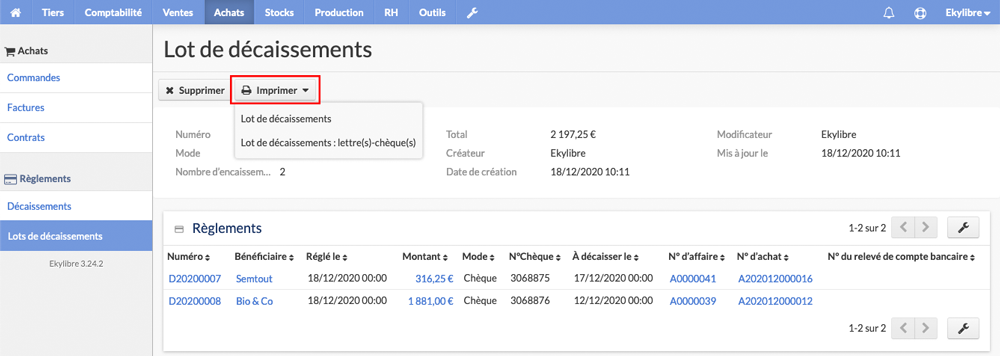 Tiers Comptabilité Ventes Achats Stocks Production RH Outils Ekylibre
Achats
Commandes
Factures
Contrats
Règlements
Décaissements
Lots de décaissements
Ekylibre 3.24.2
Lot de décaissements
Supprimer Imprimer
Lot de décaissements
Lot de décaissements : lettre(s)-chèque(s)
Numéro Total 2 197,25 € Modificateur Ekylibre
Mode Créateur Ekylibre Mis à jour le 18/12/2020 10:11
Nombre d'encaissem... 2 Date de création 18/12/2020 10:11
Règlements 1-2 sur 2
Numéro Bénéficiaire Réglé le Montant Mode N°Chèque À décaisser le N° d'affaire N° d'achat N° du relevé de compte bancaire
D20200007 Semtout 18/12/2020 00:00 316,25 € Chèque 3068875 17/12/2020 00:00 A0000041 A202012000016
D20200008 Bio & Co 18/12/2020 00:00 1 881,00 € Chèque 3068876 12/12/2020 00:00 A0000039 A202012000012
1-2 sur 2